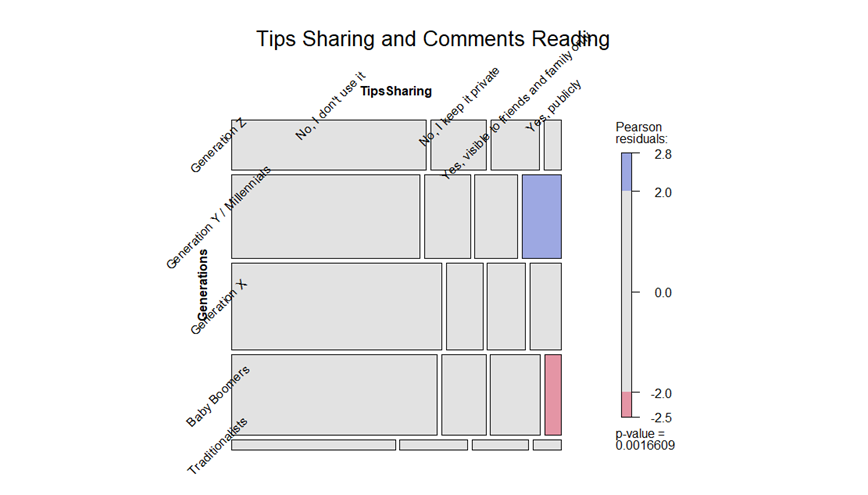 Tips Sharing and Comments Reading
TipsSharing
No, I don't use it
No, I keep it private
Yes, visible to friends and family only
Yes, publicly
Generations
Generation Z
Generation Y / Millennials
Generation X
Baby Boomers
Traditionalists
Pearson
residuals:
2.8
2.0
0.0
-2.0
-2.5
p-value =
0.0016609